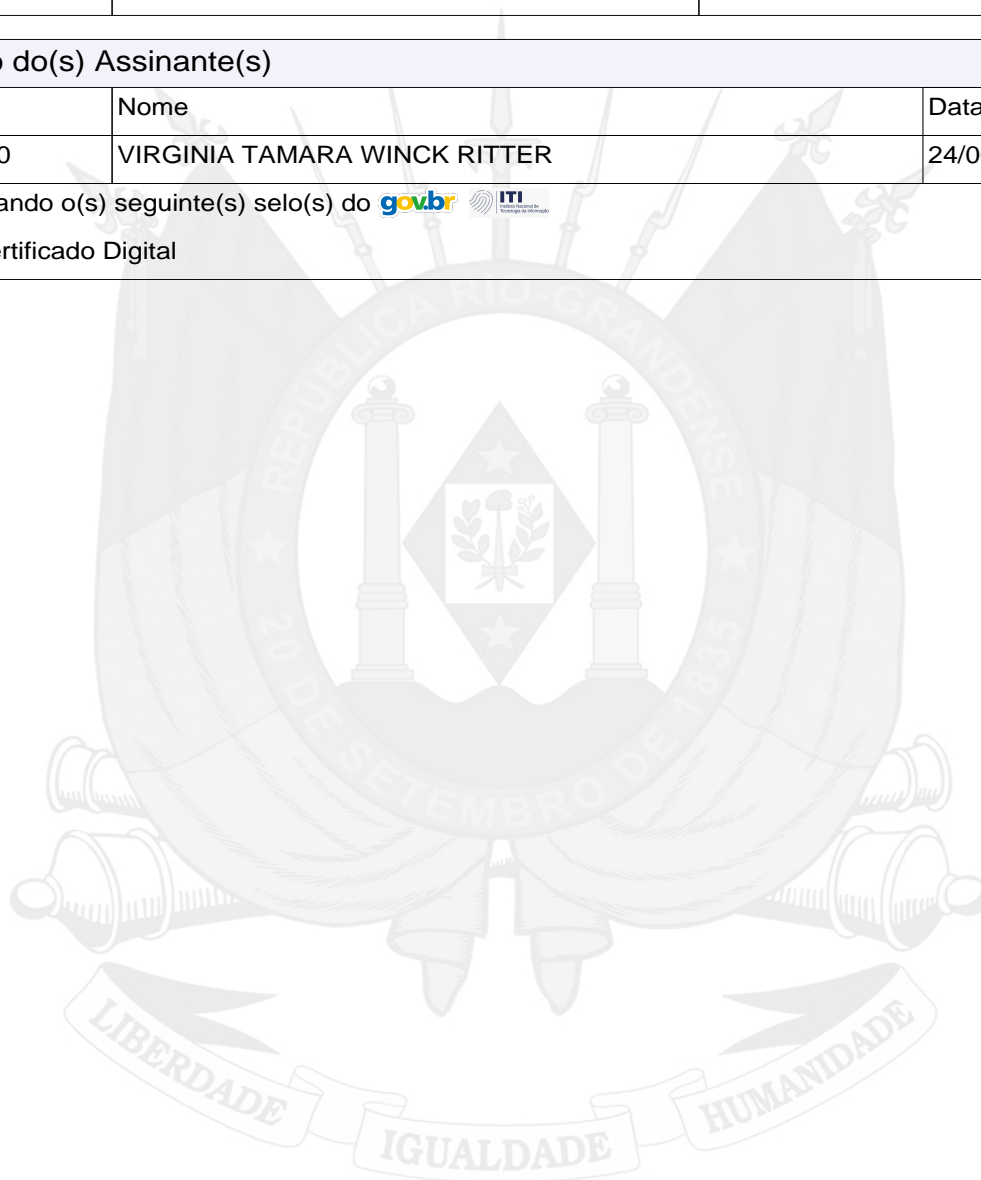 o do(s) Assinante(s)
Nome
Data
0
VIRGINIA TAMARA WINCK RITTER
24/0
ando o(s) seguinte(s) selo(s) do gov.br ITI
ertificado Digital
REPÚBLICA RIO-GRANDENSE
20 DE SETEMBRO DE 1835
LIBERDADE
IGUALDADE
HUMANIDADE